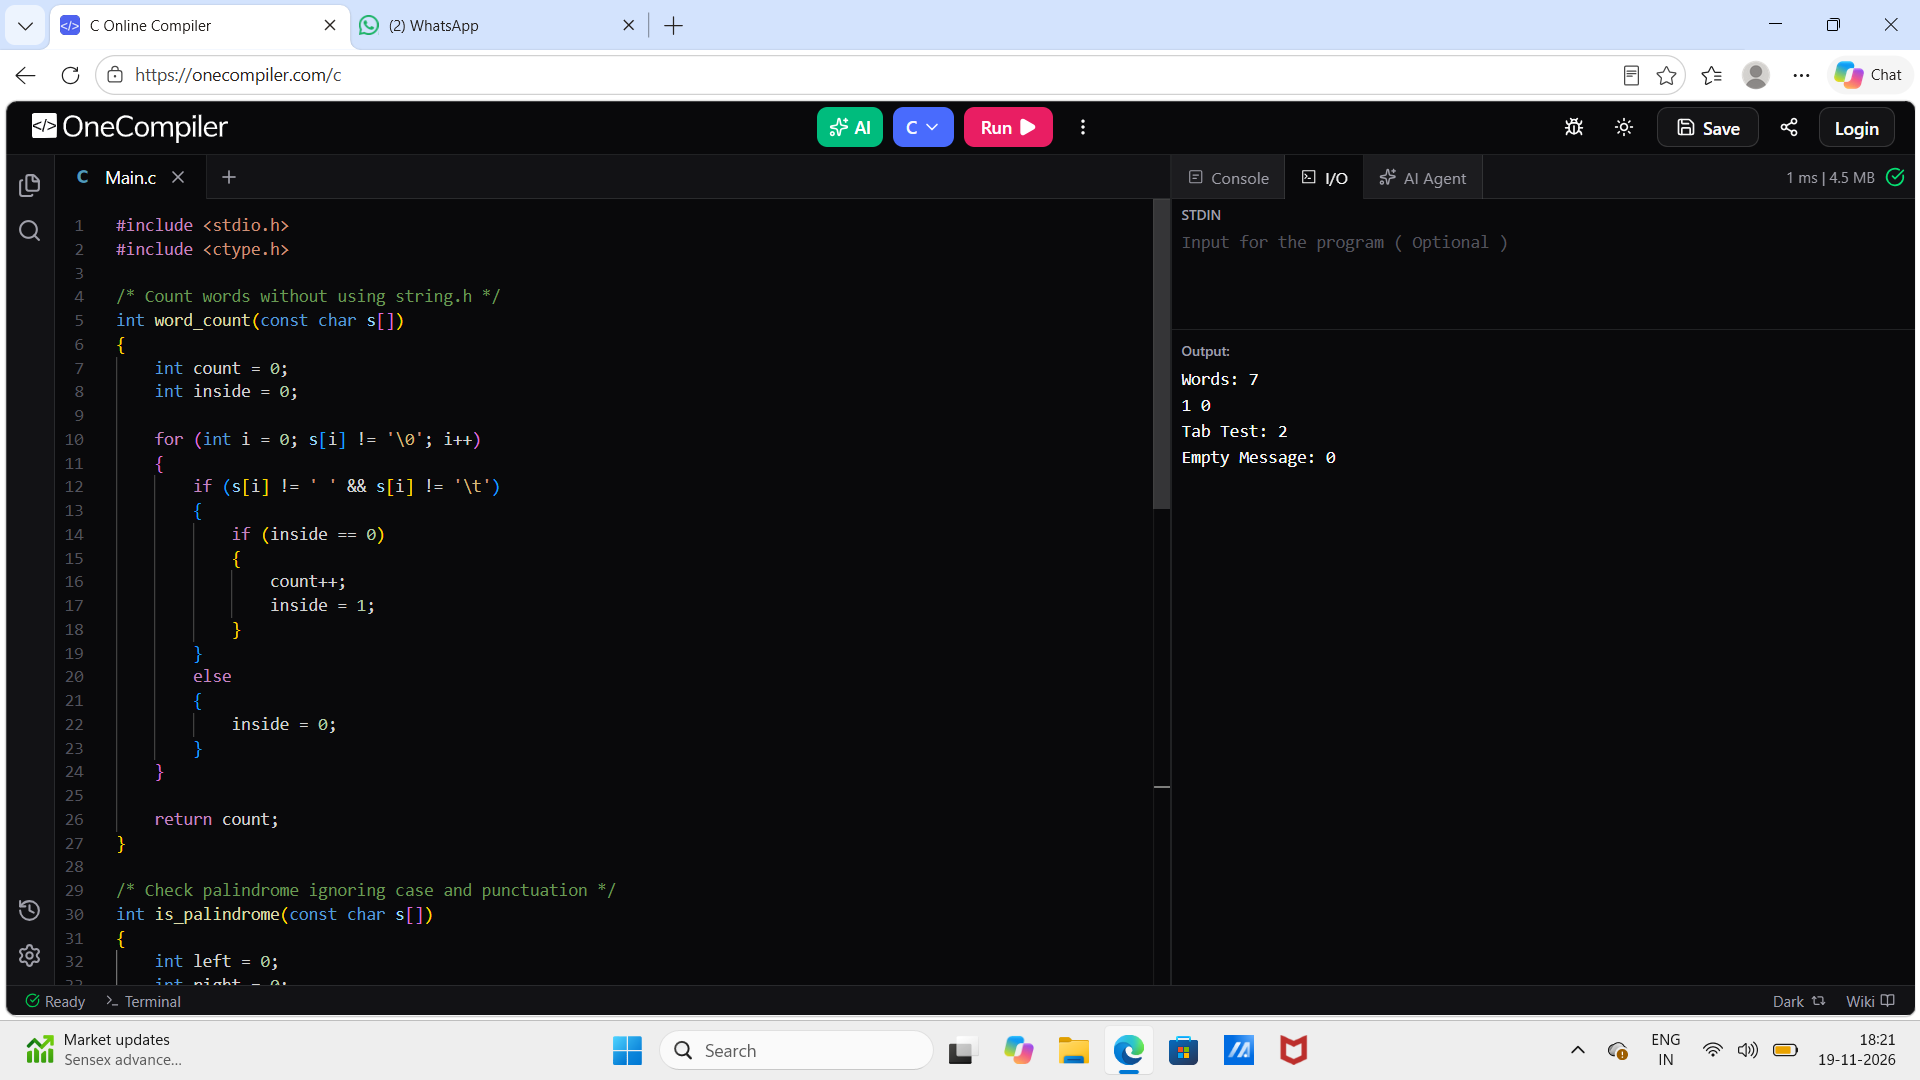 C Online Compiler
(2) WhatsApp
https://onecompiler.com/c
Chat
</> OneCompiler
AI
C
Run
Save
Login
C Main.c
Console
I/O
AI Agent
1 ms | 4.5 MB
1 #include <stdio.h>
2 #include <ctype.h>
3
4 /* Count words without using string.h */
5 int word_count(const char s[])
6 {
7     int count = 0;
8     int inside = 0;
9
10     for (int i = 0; s[i] != '\0'; i++)
11     {
12         if (s[i] != ' ' && s[i] != '\t')
13         {
14             if (inside == 0)
15             {
16                 count++;
17                 inside = 1;
18             }
19         }
20         else
21         {
22             inside = 0;
23         }
24     }
25
26     return count;
27 }
28
29 /* Check palindrome ignoring case and punctuation */
30 int is_palindrome(const char s[])
31 {
32     int left = 0;
33     int right = 0;
STDIN
Input for the program ( Optional )
Output:
Words: 7
1 0
Tab Test: 2
Empty Message: 0
Ready
Terminal
Dark
Wiki
Market updates
Sensex advance...
Search
ENG
IN
18:21
19-11-2026